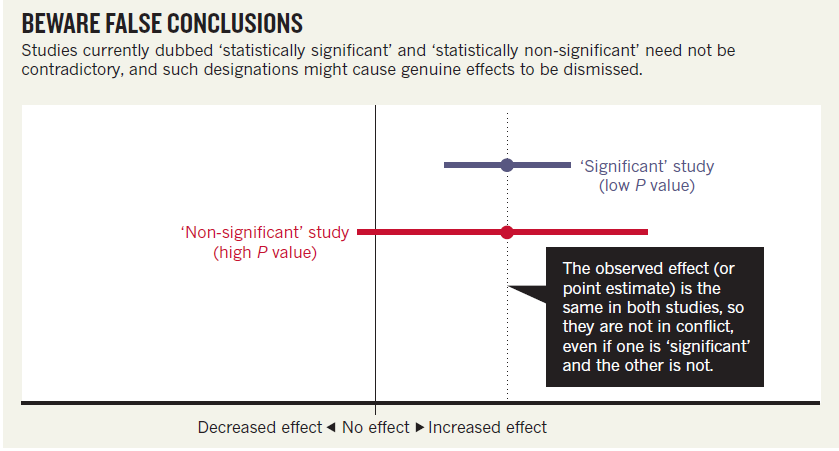 BEWARE FALSE CONCLUSIONS
Studies currently dubbed ‘statistically significant’ and ‘statistically non-significant’ need not be
contradictory, and such designations might cause genuine effects to be dismissed.
‘Significant’ study
(low P value)
‘Non-significant’ study
(high P value)
The observed effect (or
point estimate) is the
same in both studies, so
they are not in conflict,
even if one is ‘significant’
and the other is not.
Decreased effect ◀ No effect ▶ Increased effect